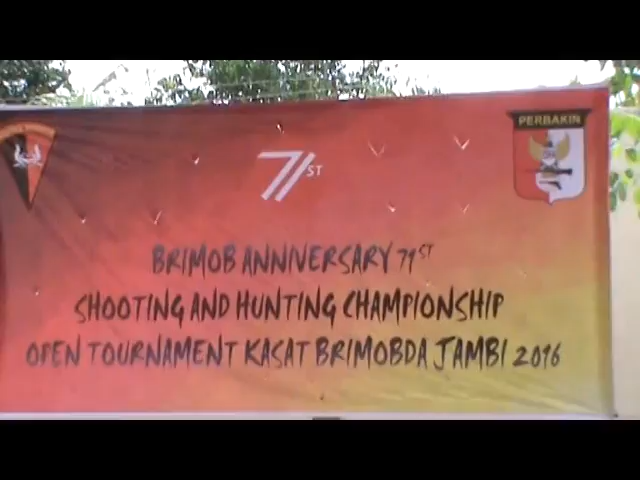 PERBAKIN
71ST
BRIMOB ANNIVERSARY 71ST
SHOOTING AND HUNTING CHAMPIONSHIP
OPEN TOURNAMENT KASAT BRIMOBDA JAMBI 2016